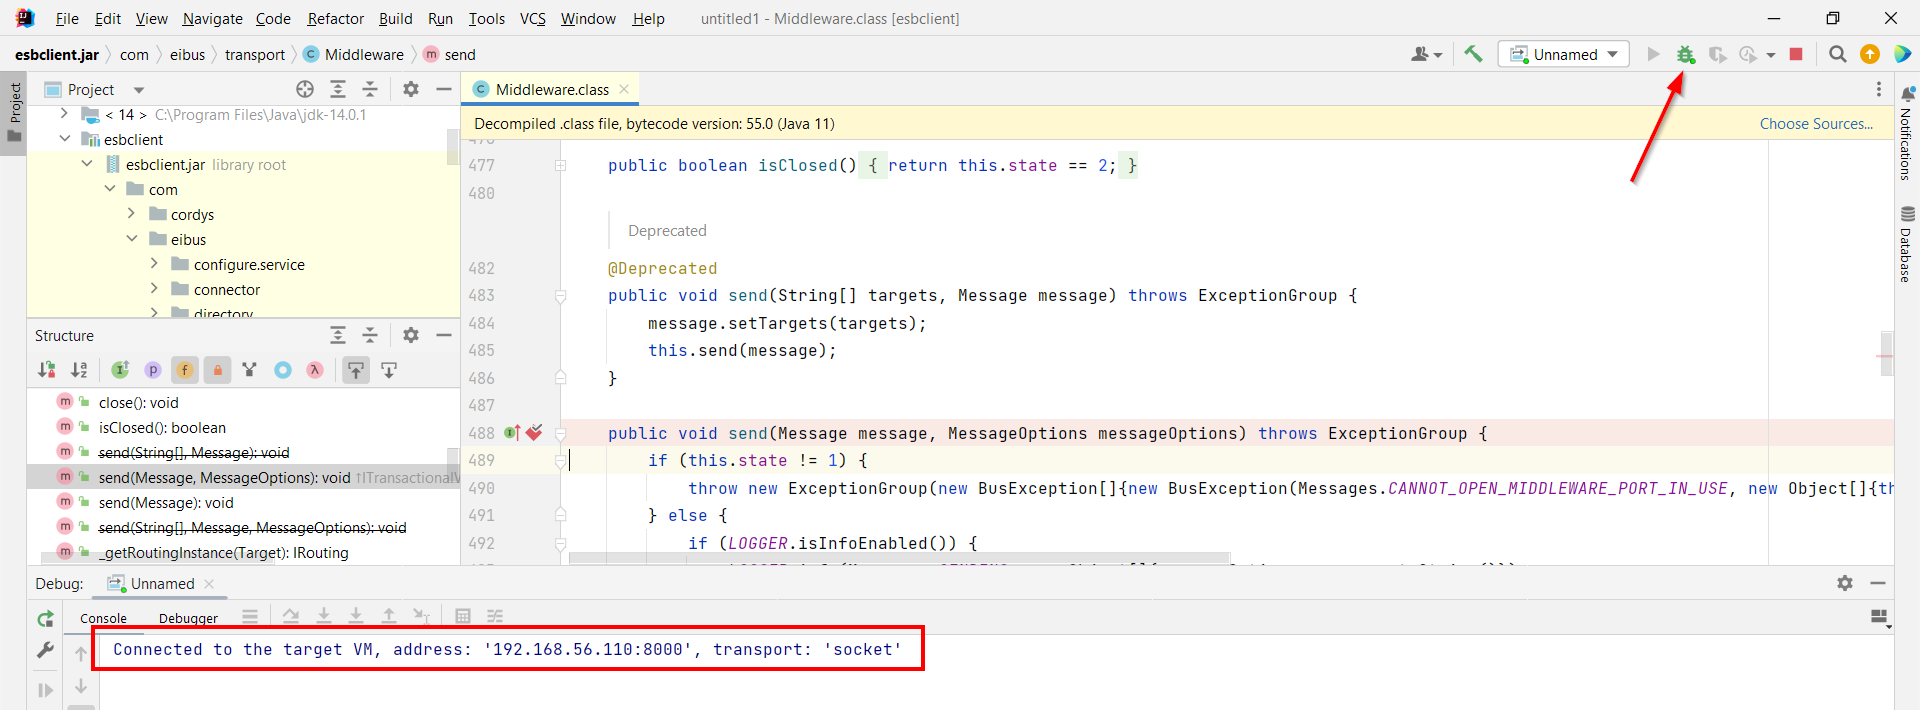 File Edit View Navigate Code Refactor Build Run Tools VCS Window Help untitled1 - Middleware.class [esbclient]
esbclient.jar com eibus transport Middleware send Unnamed
Project
Project
Middleware.class
< 14 > C:\Program Files\Java\jdk-14.0.1
esbclient
esbclient.jar library root
com
cordys
eibus
configure.service
connector
directory
Decompiled .class file, bytecode version: 55.0 (Java 11) Choose Sources...
477 public boolean isClosed() { return this.state == 2; }
480
Deprecated
482 @Deprecated
483 public void send(String[] targets, Message message) throws ExceptionGroup {
484 message.setTargets(targets);
485 this.send(message);
486 }
487
488 public void send(Message message, MessageOptions messageOptions) throws ExceptionGroup {
489 if (this.state != 1) {
490 throw new ExceptionGroup(new BusException[]{new BusException(Messages.CANNOT_OPEN_MIDDLEWARE_PORT_IN_USE, new Object[]{th
491 } else {
492 if (LOGGER.isInfoEnabled()) {
Notifications
Database
Structure
close(): void
isClosed(): boolean
send(String[], Message): void
send(Message, MessageOptions): void ↑ITransactional
send(Message): void
send(String[], Message, MessageOptions): void
_getRoutingInstance(Target): IRouting
Debug: Unnamed
Console Debugger
Connected to the target VM, address: '192.168.56.110:8000', transport: 'socket'